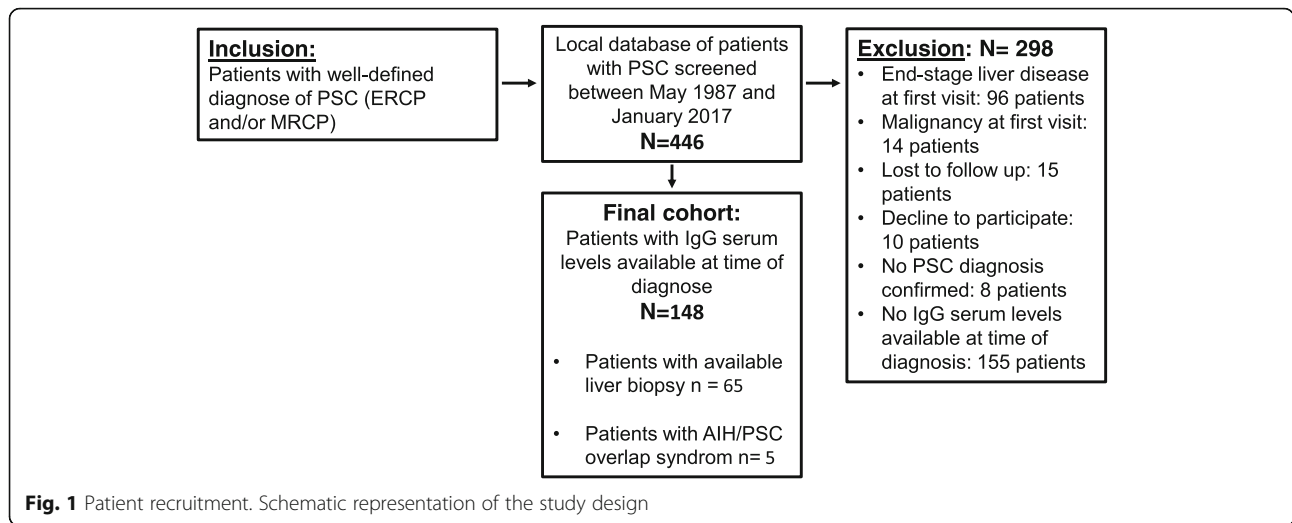 Inclusion:
Patients with well-defined
diagnose of PSC (ERCP
and/or MRCP)
Local database of patients
with PSC screened
between May 1987 and
January 2017
N=446
Exclusion: N= 298
• End-stage liver disease
at first visit: 96 patients
• Malignancy at first visit:
14 patients
• Lost to follow up: 15
patients
• Decline to participate:
10 patients
• No PSC diagnosis
confirmed: 8 patients
• No IgG serum levels
available at time of
diagnosis: 155 patients
Final cohort:
Patients with IgG serum
levels available at time of
diagnose
N=148
• Patients with available
liver biopsy n = 65
• Patients with AIH/PSC
overlap syndrom n= 5
Fig. 1 Patient recruitment. Schematic representation of the study design